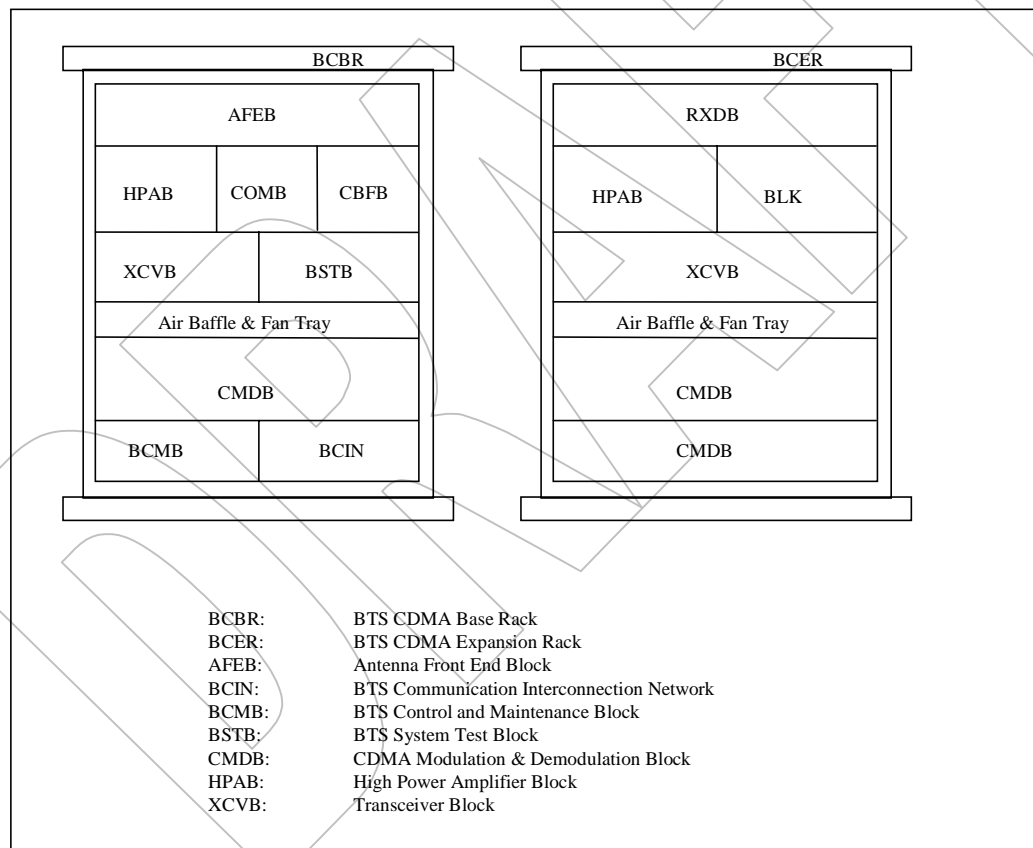 BCBR
AFEB
HPAB COMB CBFB
XCVB BSTB
Air Baffle & Fan Tray
CMDB
BCMB BCIN
BCER
RXDB
HPAB BLK
XCVB
Air Baffle & Fan Tray
CMDB
CMDB
BCBR: BTS CDMA Base Rack
BCER: BTS CDMA Expansion Rack
AFEB: Antenna Front End Block
BCIN: BTS Communication Interconnection Network
BCMB: BTS Control and Maintenance Block
BSTB: BTS System Test Block
CMDB: CDMA Modulation & Demodulation Block
HPAB: High Power Amplifier Block
XCVB: Transceiver Block